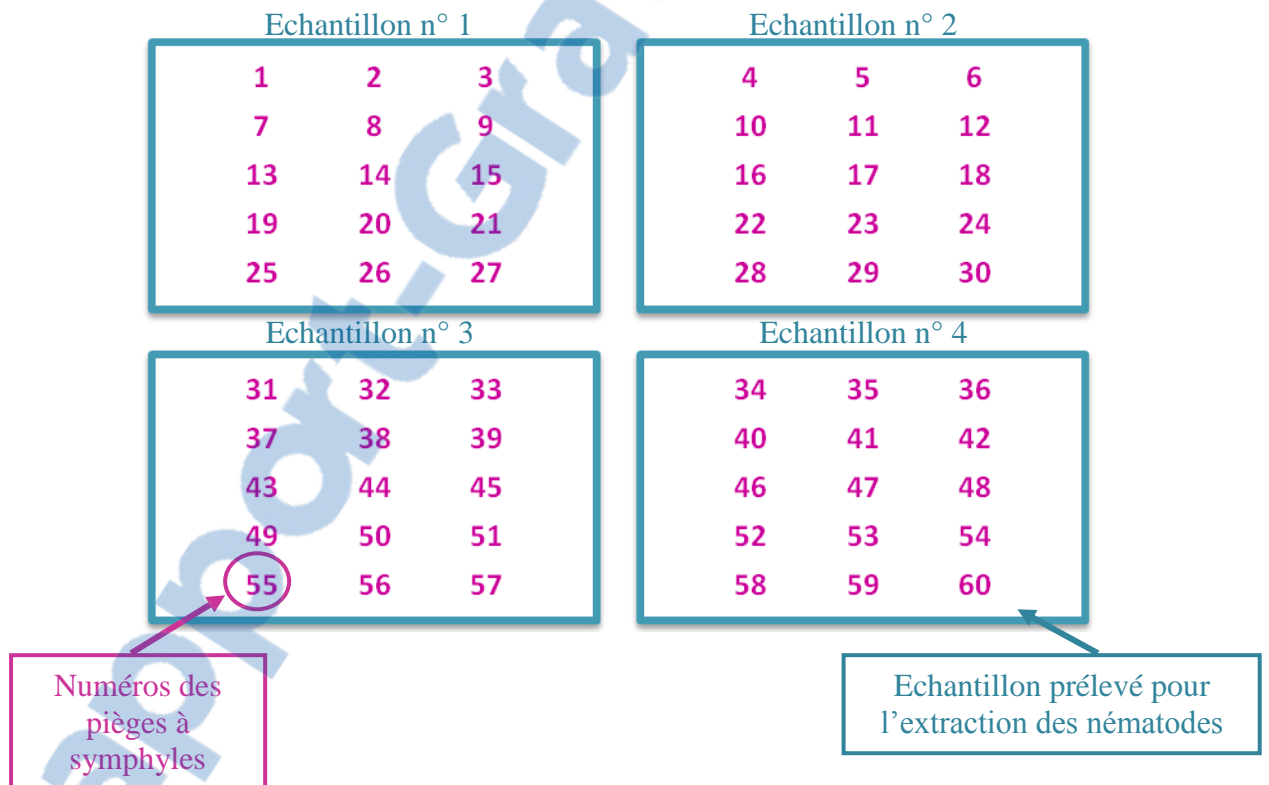 Echantillon n° 1
Echantillon n° 2
1 2 3
4 5 6
7 8 9
10 11 12
13 14 15
16 17 18
19 20 21
22 23 24
25 26 27
28 29 30
Echantillon n° 3
Echantillon n° 4
31 32 33
34 35 36
37 38 39
40 41 42
43 44 45
46 47 48
49 50 51
52 53 54
55 56 57
58 59 60
Numéros des
pièges à
symphyles
Echantillon prélevé pour
l’extraction des nématodes
pport-Gra